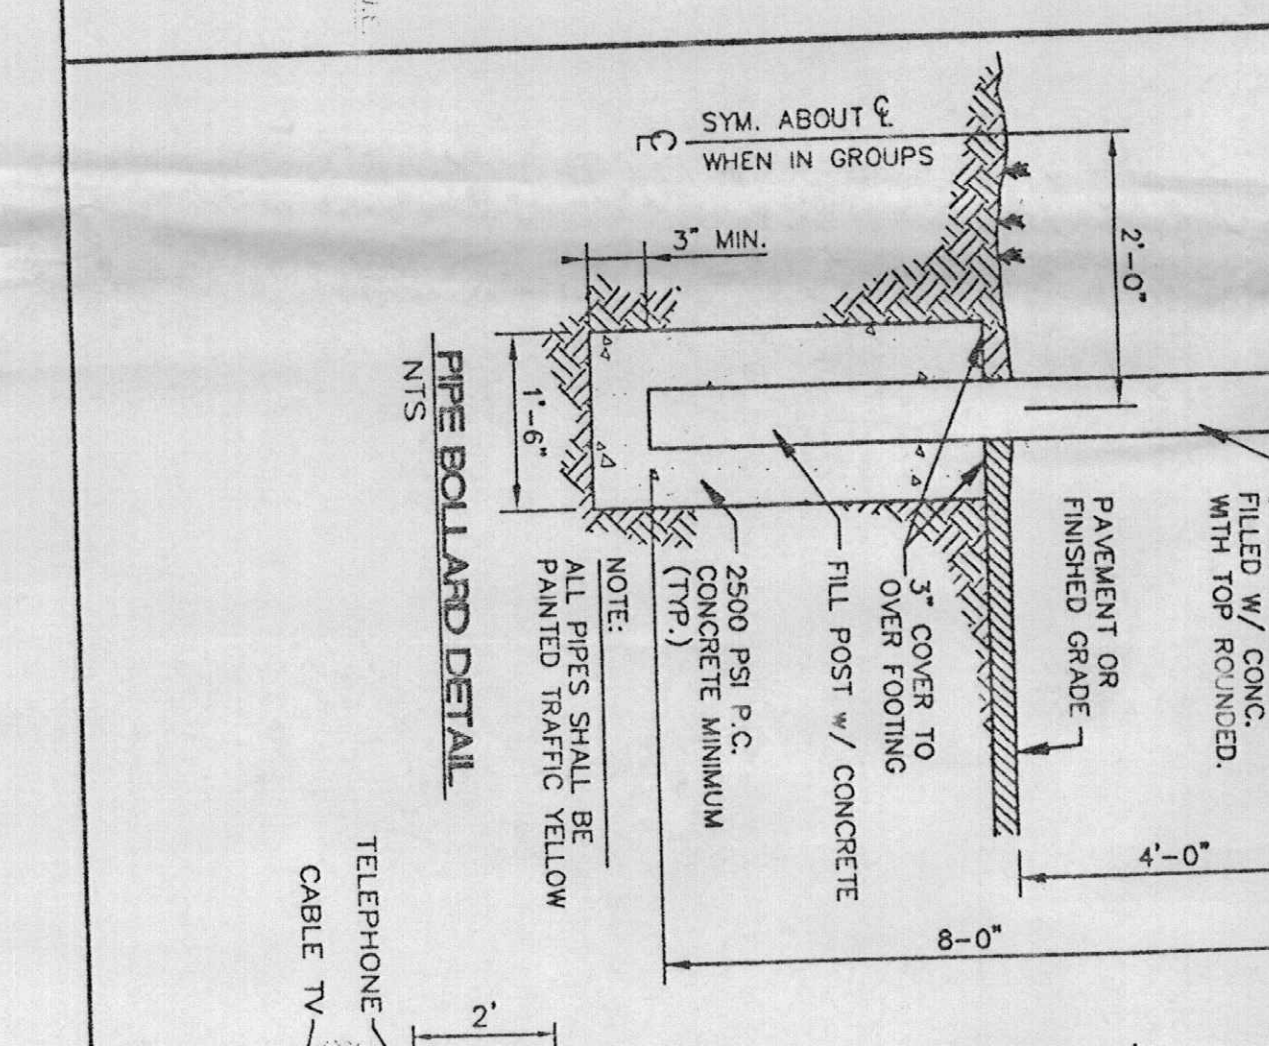 SYM. ABOUT ℄
WHEN IN GROUPS
3" MIN.
2'-0"
1'-6"
FILLED W/ CONC.
WITH TOP ROUNDED.
PAVEMENT OR
FINISHED GRADE
3" COVER TO
OVER FOOTING
FILL POST w/ CONCRETE
2500 PSI P.C.
CONCRETE MINIMUM
(TYP.)
NOTE:
ALL PIPES SHALL BE
PAINTED TRAFFIC YELLOW
PIPE BOLLARD DETAIL
NTS
4'-0"
8-0"
TELEPHONE
CABLE TV
2'